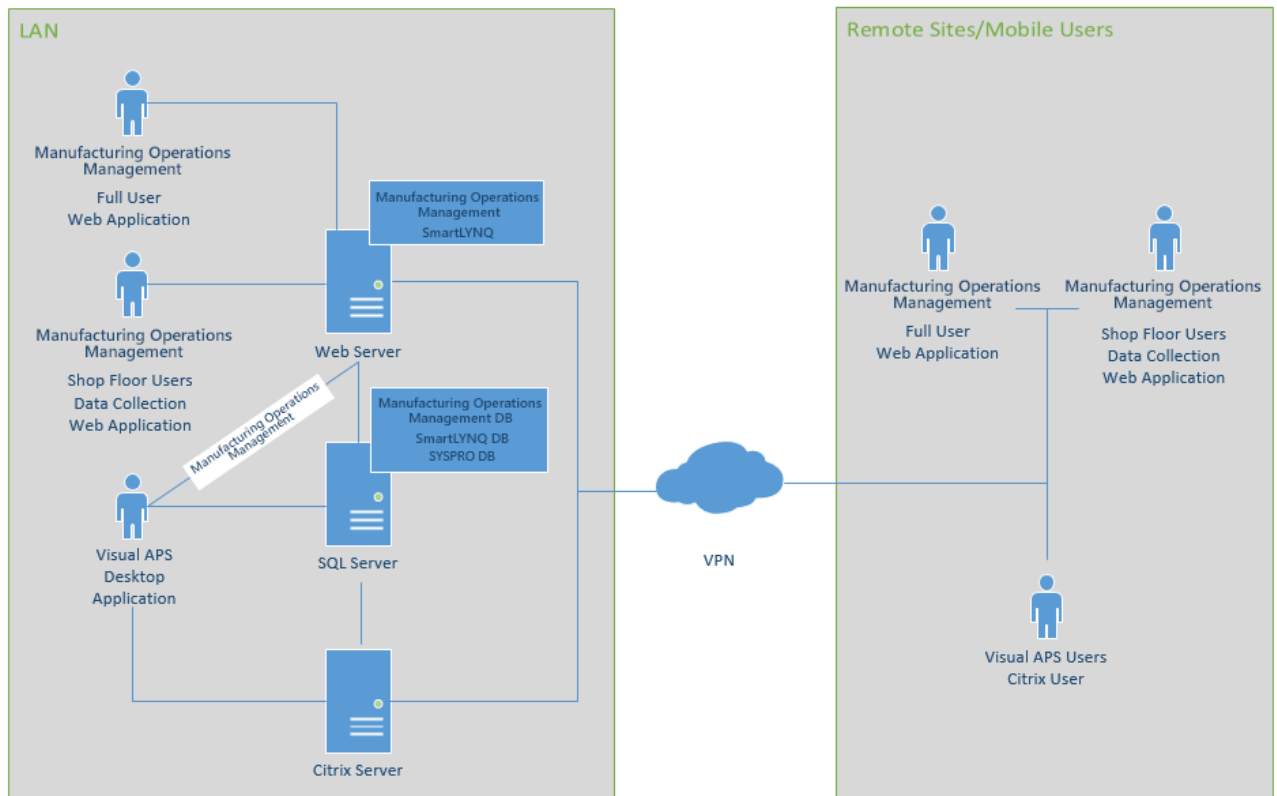 LAN
Manufacturing Operations
Management
Full User
Web Application
Manufacturing Operations
Management
SmartLYNQ
Manufacturing Operations
Management
Shop Floor Users
Data Collection
Web Application
Web Server
Manufacturing Operations
Management
Manufacturing Operations
Management DB
SmartLYNQ DB
SYSPRO DB
Visual APS
Desktop
Application
SQL Server
Citrix Server
VPN
Remote Sites/Mobile Users
Manufacturing Operations
Management
Full User
Web Application
Manufacturing Operations
Management
Shop Floor Users
Data Collection
Web Application
Visual APS Users
Citrix User